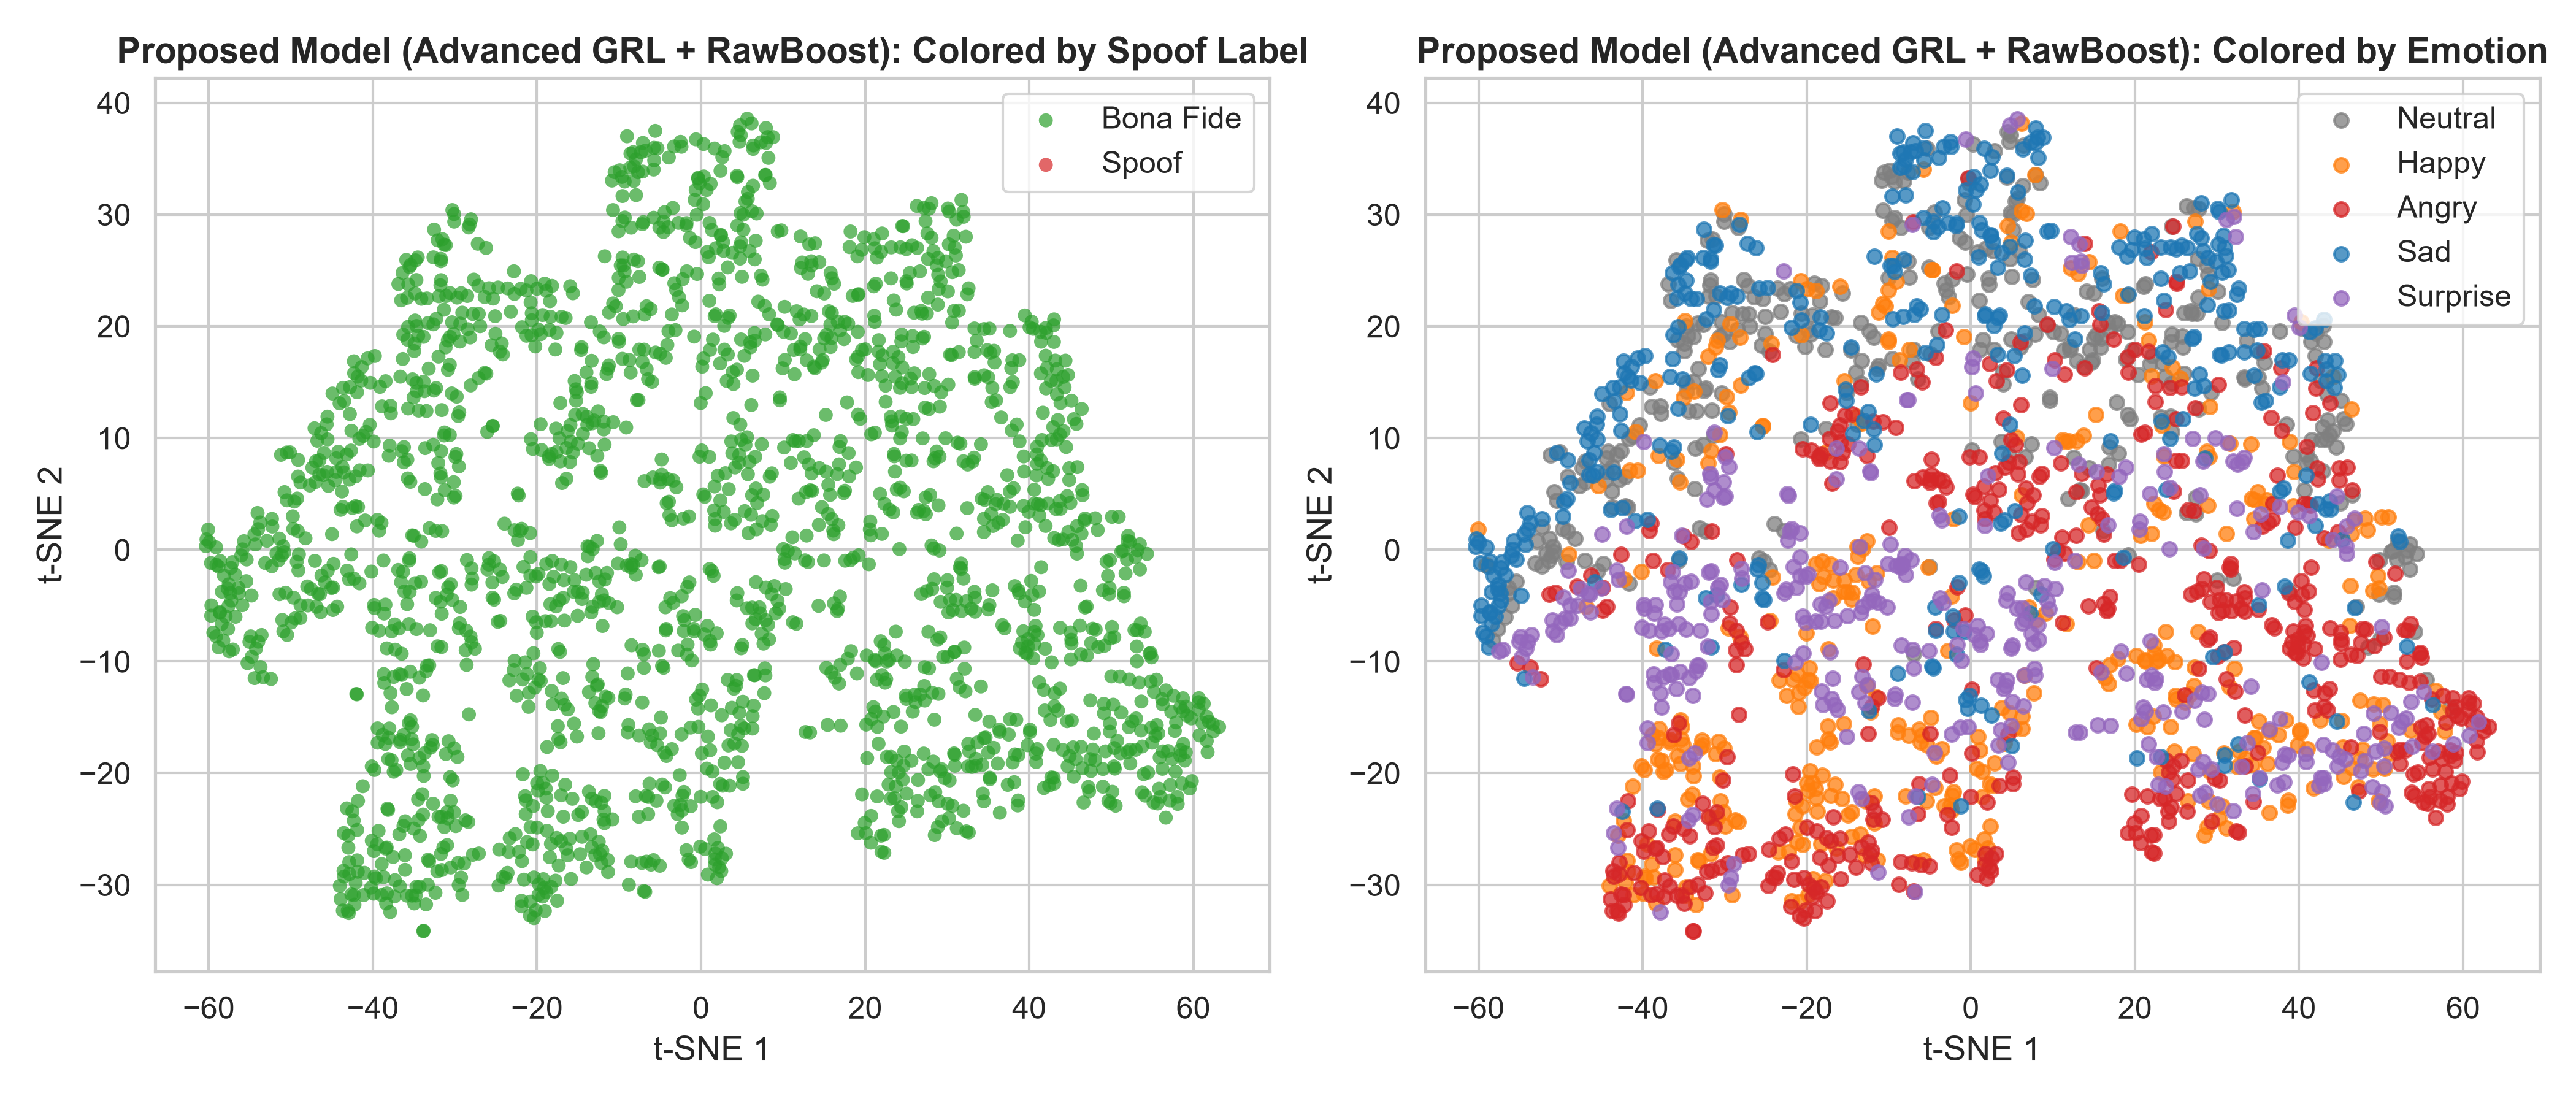 Proposed Model (Advanced GRL + RawBoost): Colored by Spoof Label
40
30
20
10
0
−10
−20
−30
−60
−40
−20
0
20
40
60
t-SNE 1
t-SNE 2
Bona Fide
Spoof
Proposed Model (Advanced GRL + RawBoost): Colored by Emotion
40
30
20
10
0
−10
−20
−30
−60
−40
−20
0
20
40
60
t-SNE 1
t-SNE 2
Neutral
Happy
Angry
Sad
Surprise